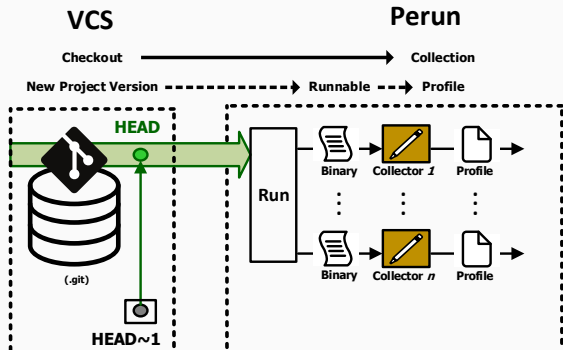 VCS Perun
Checkout Collection
New Project Version Runnable Profile
HEAD
Run
Binary Collector 1 Profile
Binary Collector n Profile
(.git)
HEAD~1